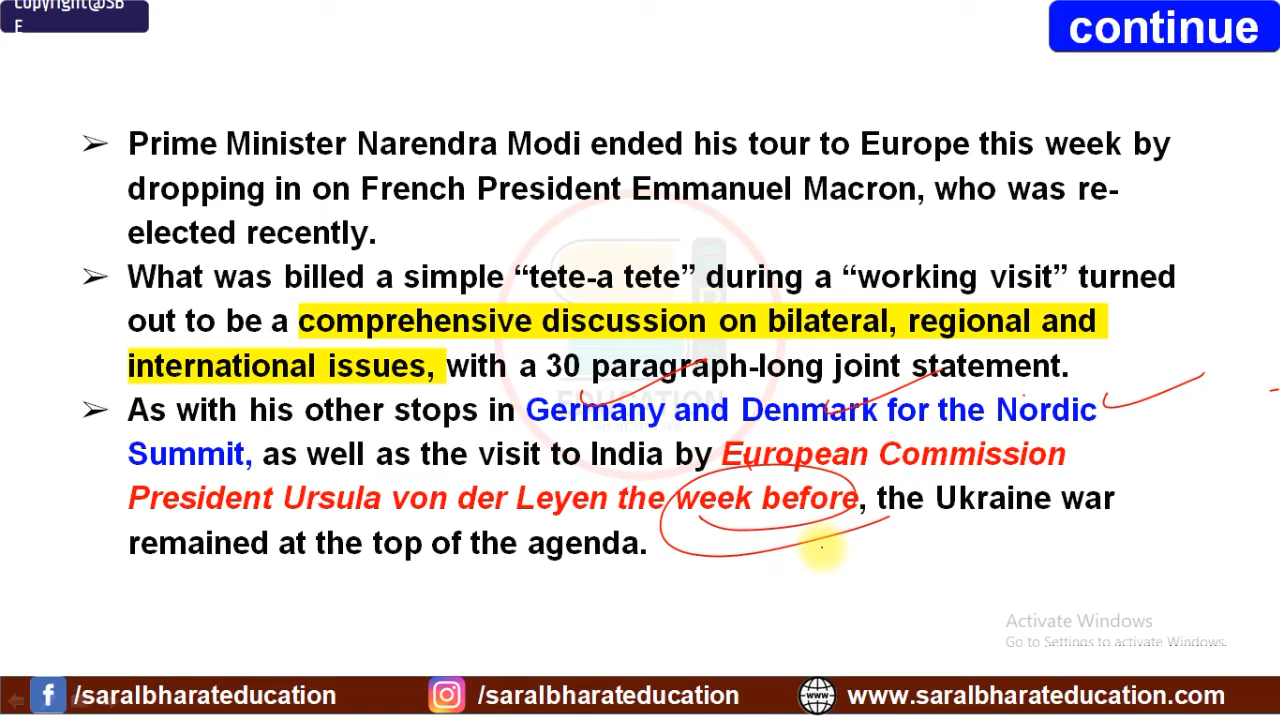 Copyright@SB
E
continue
➢ Prime Minister Narendra Modi ended his tour to Europe this week by
dropping in on French President Emmanuel Macron, who was re-
elected recently.
➢ What was billed a simple “tete-a tete” during a “working visit” turned
out to be a comprehensive discussion on bilateral, regional and
international issues, with a 30 paragraph-long joint statement.
➢ As with his other stops in Germany and Denmark for the Nordic
Summit, as well as the visit to India by European Commission
President Ursula von der Leyen the week before, the Ukraine war
remained at the top of the agenda.
EDUCATION
Activate Windows
Go to Settings to activate Windows.
/saralbharateducation
/saralbharateducation
www.saralbharateducation.com